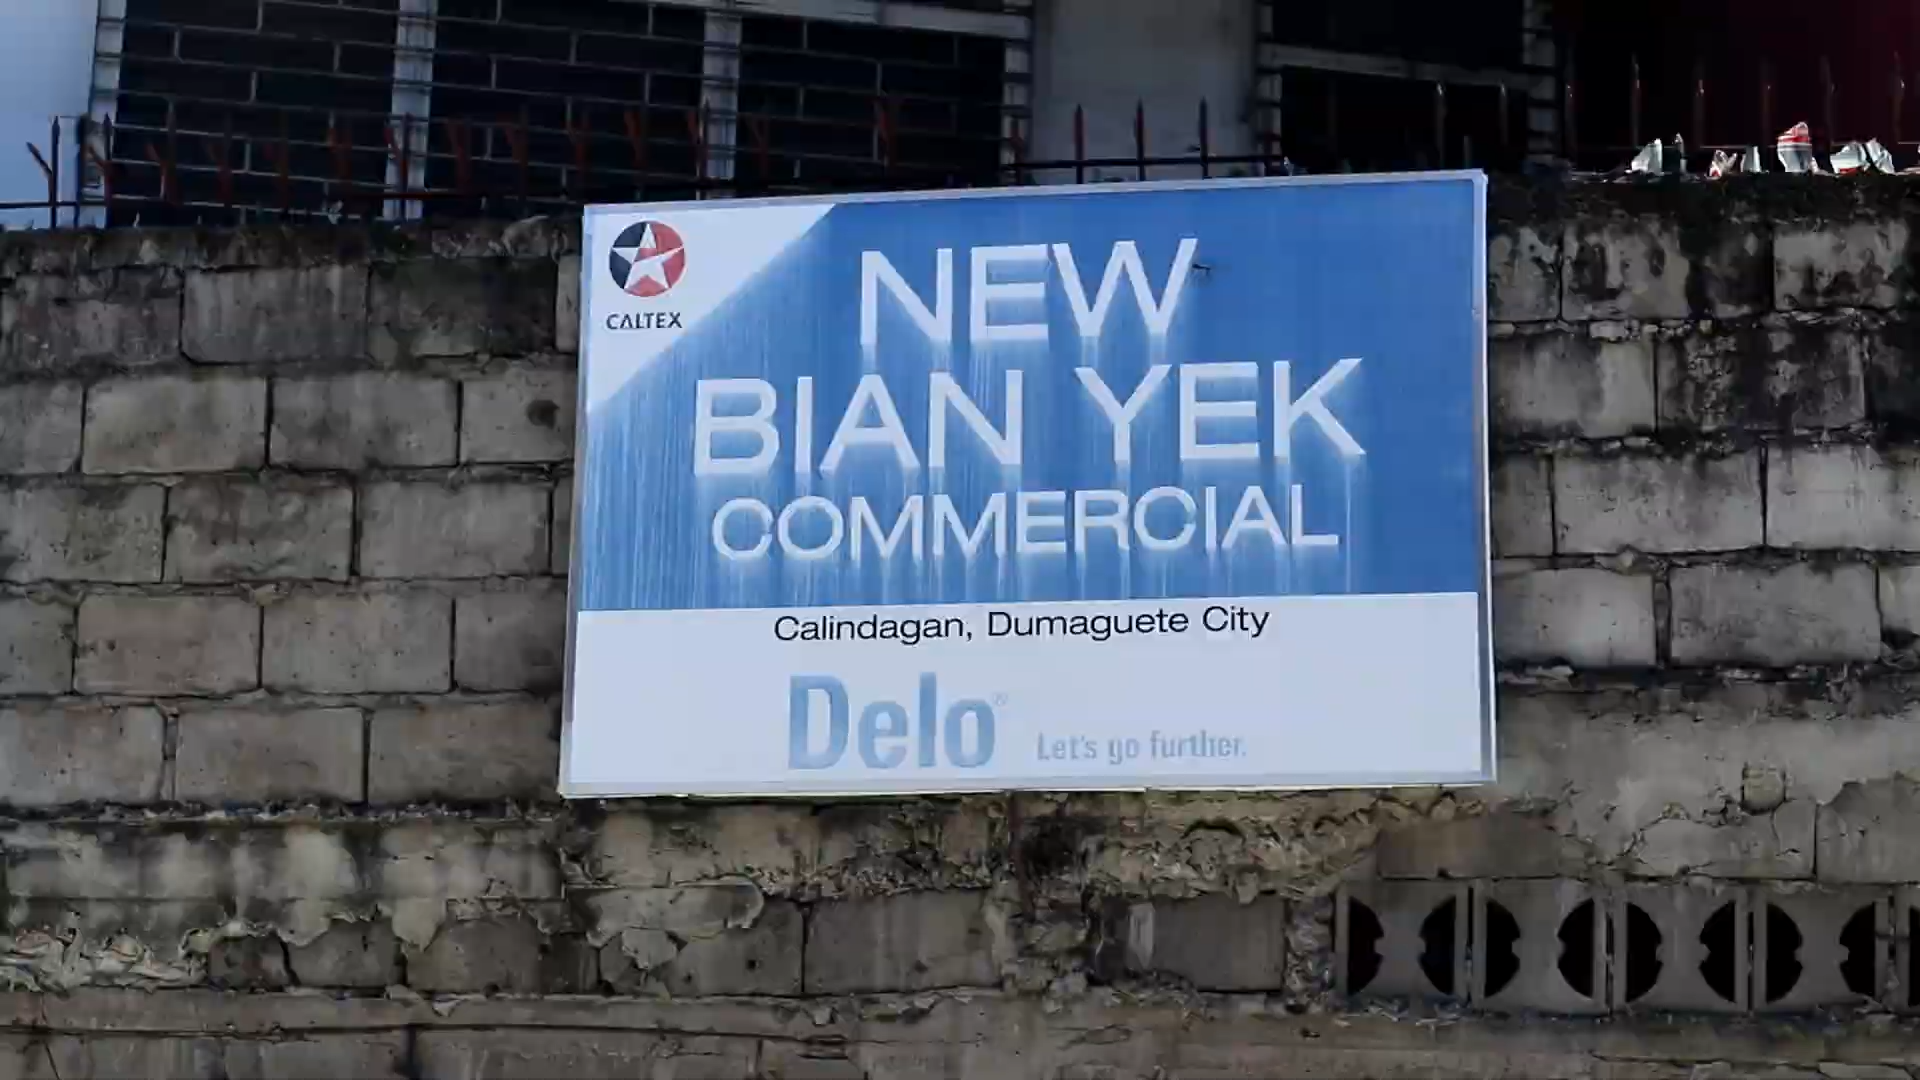 CALTEX
NEW
BIAN YEK
COMMERCIAL
Calindagan, Dumaguete City
Delo®
Let's go further.